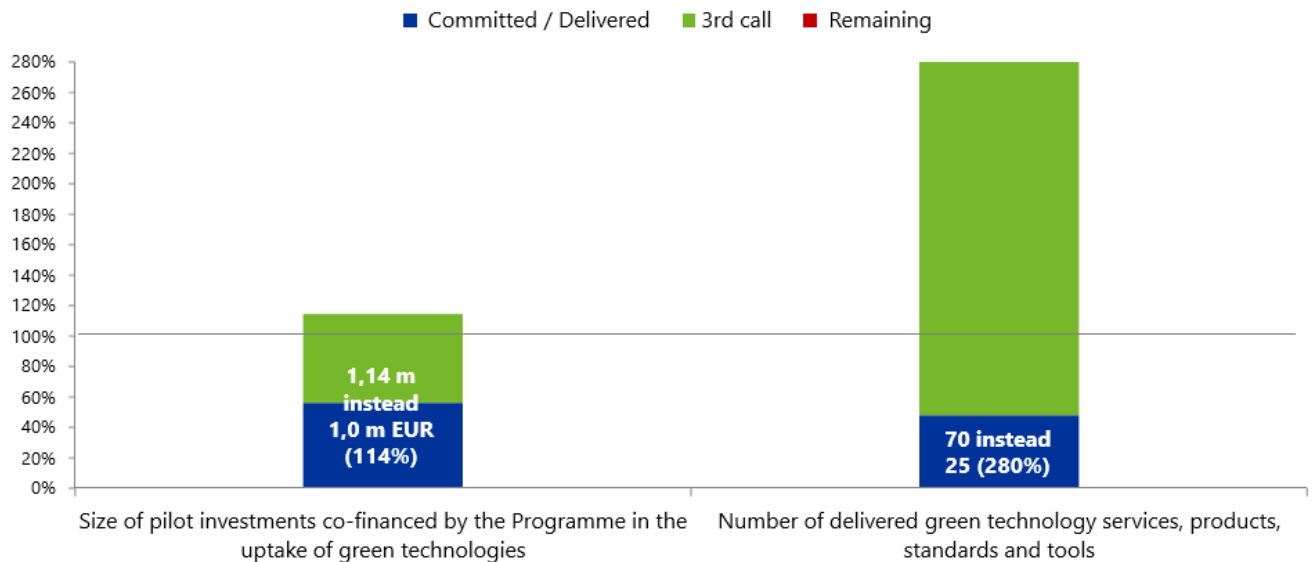 Committed / Delivered 3rd call Remaining
280%
260%
240%
220%
200%
180%
160%
140%
120%
100%
80%
60%
40%
20%
0%
1,14 m
instead
1,0 m EUR
(114%)
70 instead
25 (280%)
Size of pilot investments co-financed by the Programme in the
uptake of green technologies
Number of delivered green technology services, products,
standards and tools